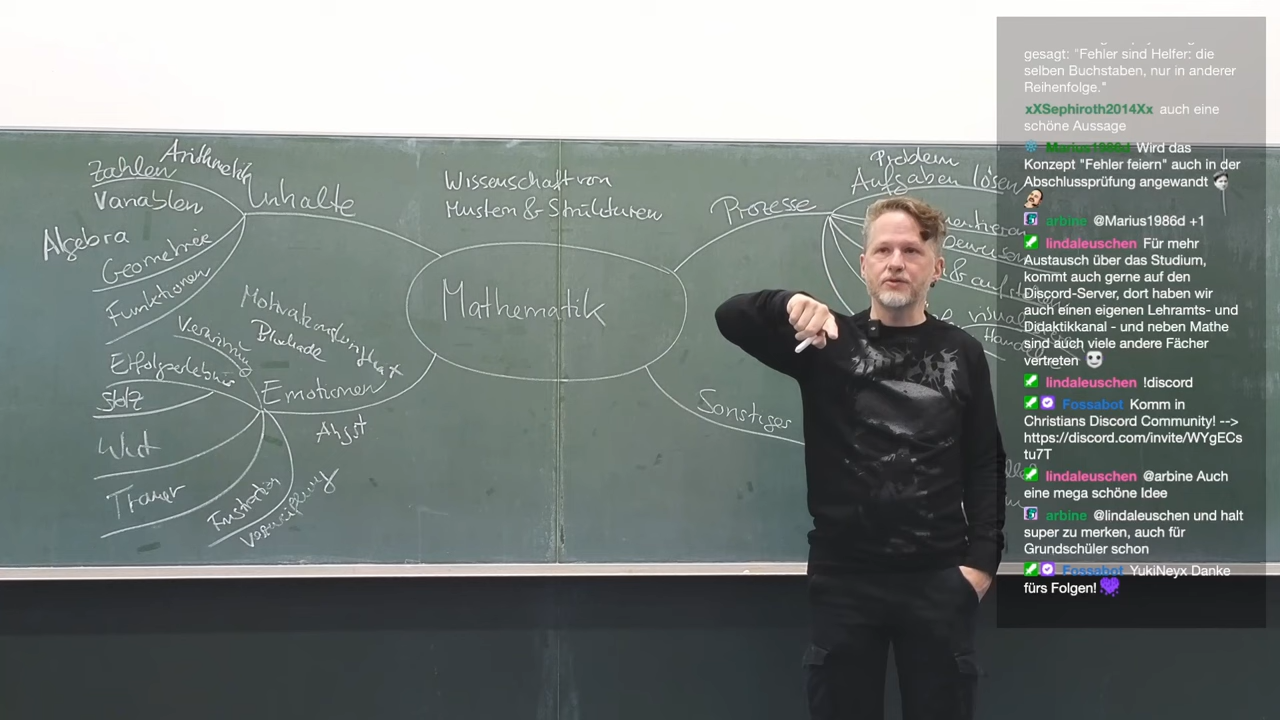 Zahlen
Arithmetik
Variablen
Inhalte
Algebra
Geometrie
Funktionen
Wissenschaft von
Mustern & Strukturen
Mathematik
Prozesse
Problem
Aufgaben lösen
Beweisen
Sonstiges
Verwirrung
Blockade
Erfolgserlebnis
Emotionen
Stolz
Angst
Wut
Trauer
Frustration
Verzweiflung
gesagt: "Fehler sind Helfer: die
selben Buchstaben, nur in anderer
Reihenfolge."
xXSephiroth2014Xx auch eine
schöne Aussage
Marius1986d Wird das
Konzept "Fehler feiern" auch in der
Abschlussprüfung angewandt
arbine @Marius1986d +1
lindaleuschen Für mehr
Austausch über das Studium,
kommt auch gerne auf den
Discord-Server, dort haben wir
auch einen eigenen Lehramts- und
Didaktikkanal - und neben Mathe
sind auch viele andere Fächer
vertreten
lindaleuschen !discord
Fossabot Komm in
Christians Discord Community! -->
https://discord.com/invite/WYgECs
tu7T
lindaleuschen @arbine Auch
eine mega schöne Idee
arbine @lindaleuschen und halt
super zu merken, auch für
Grundschüler schon
Fossabot YukiNeyx Danke
fürs Folgen!